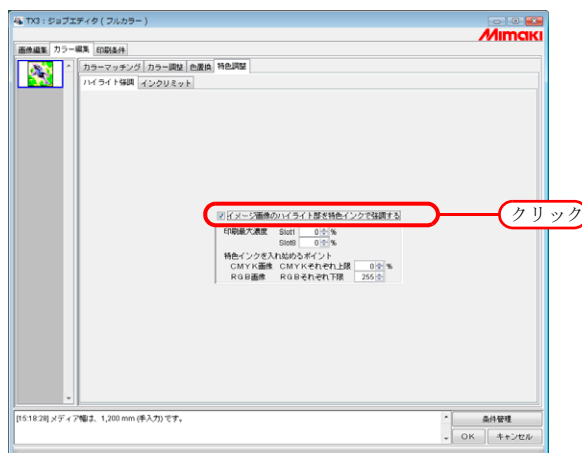 TX3 : ジョブエディタ ( フルカラー )
Mimaki
画像編集 カラー編集 印刷条件
カラーマッチング カラー調整 色置換 特色調整
ハイライト強調 インクリミット
イメージ画像のハイライト部を特色インクで強調する
クリック
印刷最大濃度 Slot1 0 %
Slot8 0 %
特色インクを入れ始めるポイント
CMYK画像 CMYKそれぞれ上限 0 %
RGB画像 RGBそれぞれ下限 255
[15:18:28] メディア幅は、1,200 mm (手入力) です。
条件管理
OK キャンセル